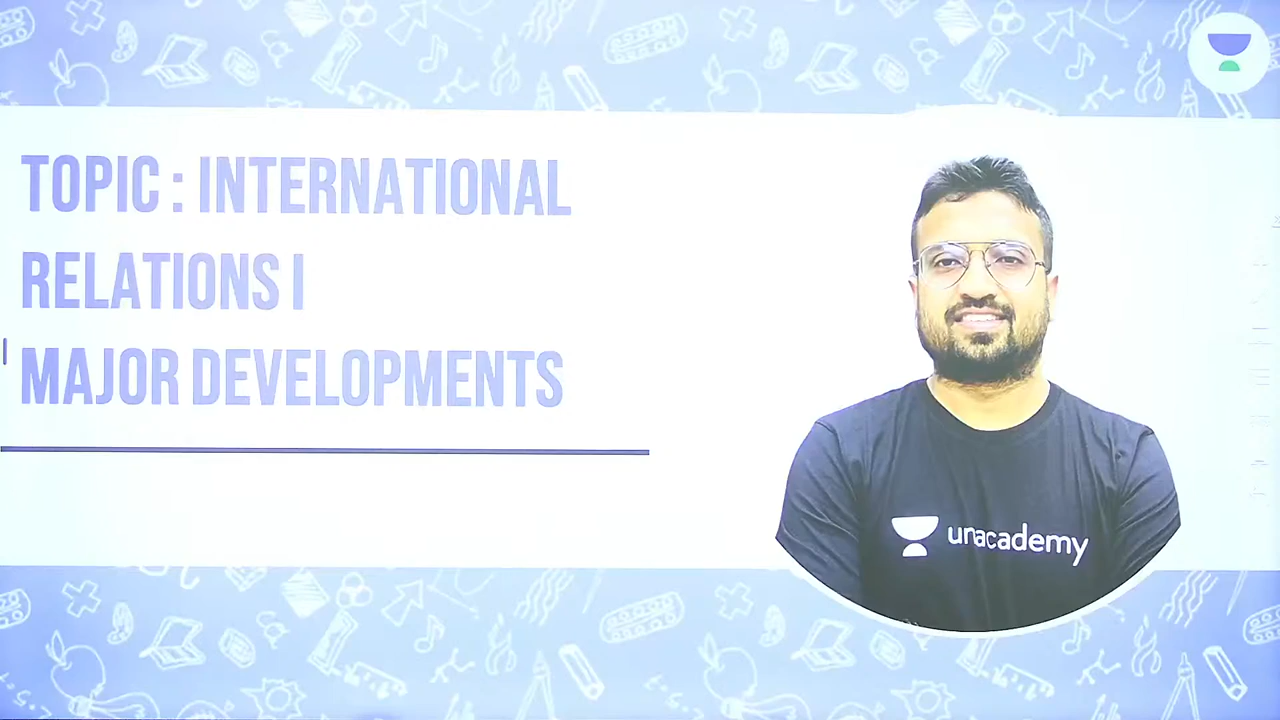 TOPIC : INTERNATIONAL
RELATIONS I
MAJOR DEVELOPMENTS
unacademy